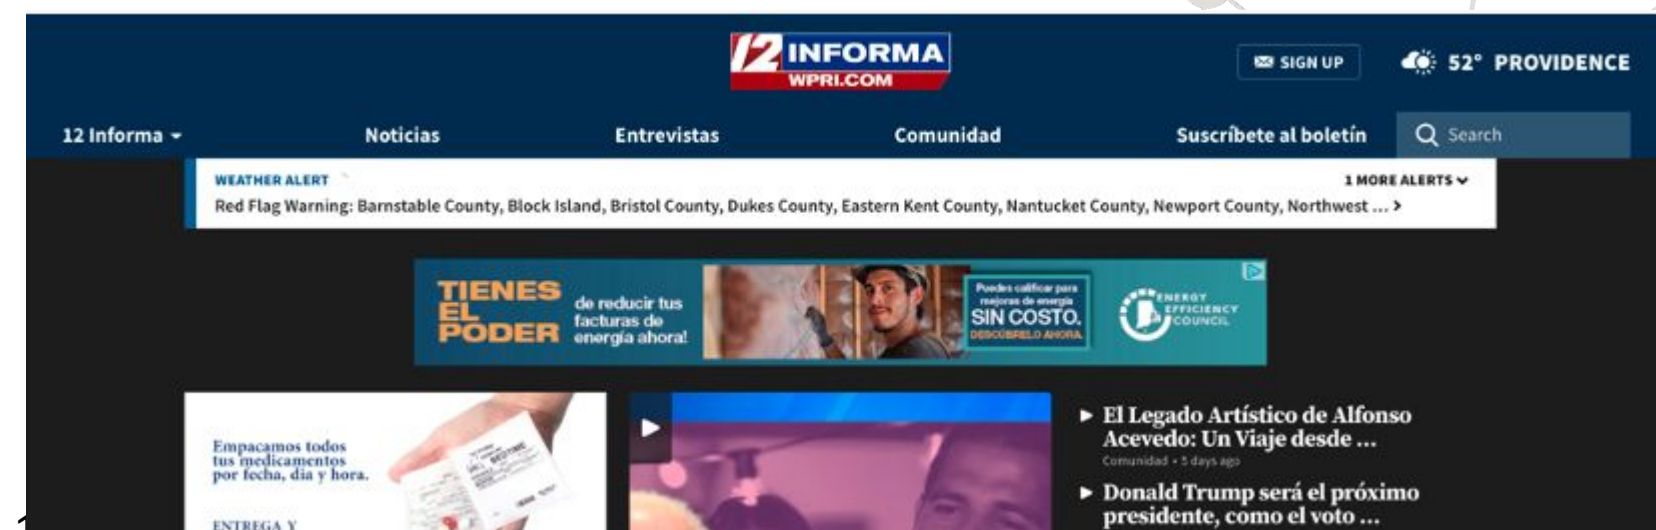 12 INFORMA
WPRI.COM
SIGN UP
52° PROVIDENCE
12 Informa
Noticias
Entrevistas
Comunidad
Suscríbete al boletín
Search
WEATHER ALERT
1 MORE ALERTS
Red Flag Warning: Barnstable County, Block Island, Bristol County, Dukes County, Eastern Kent County, Nantucket County, Newport County, Northwest ...
TIENES
EL
PODER
de reducir tus
facturas de
energía ahora!
Puedes calificar para
mejoras de energía
SIN COSTO.
DESCÚBRELO AHORA.
ENERGY
EFFICIENCY
COUNCIL
Empacamos todos
tus medicamentos
por fecha, día y hora.
ENTREGA Y
El Legado Artístico de Alfonso
Acevedo: Un Viaje desde ...
Comunidad • 5 days ago
Donald Trump será el próximo
presidente, como el voto ...